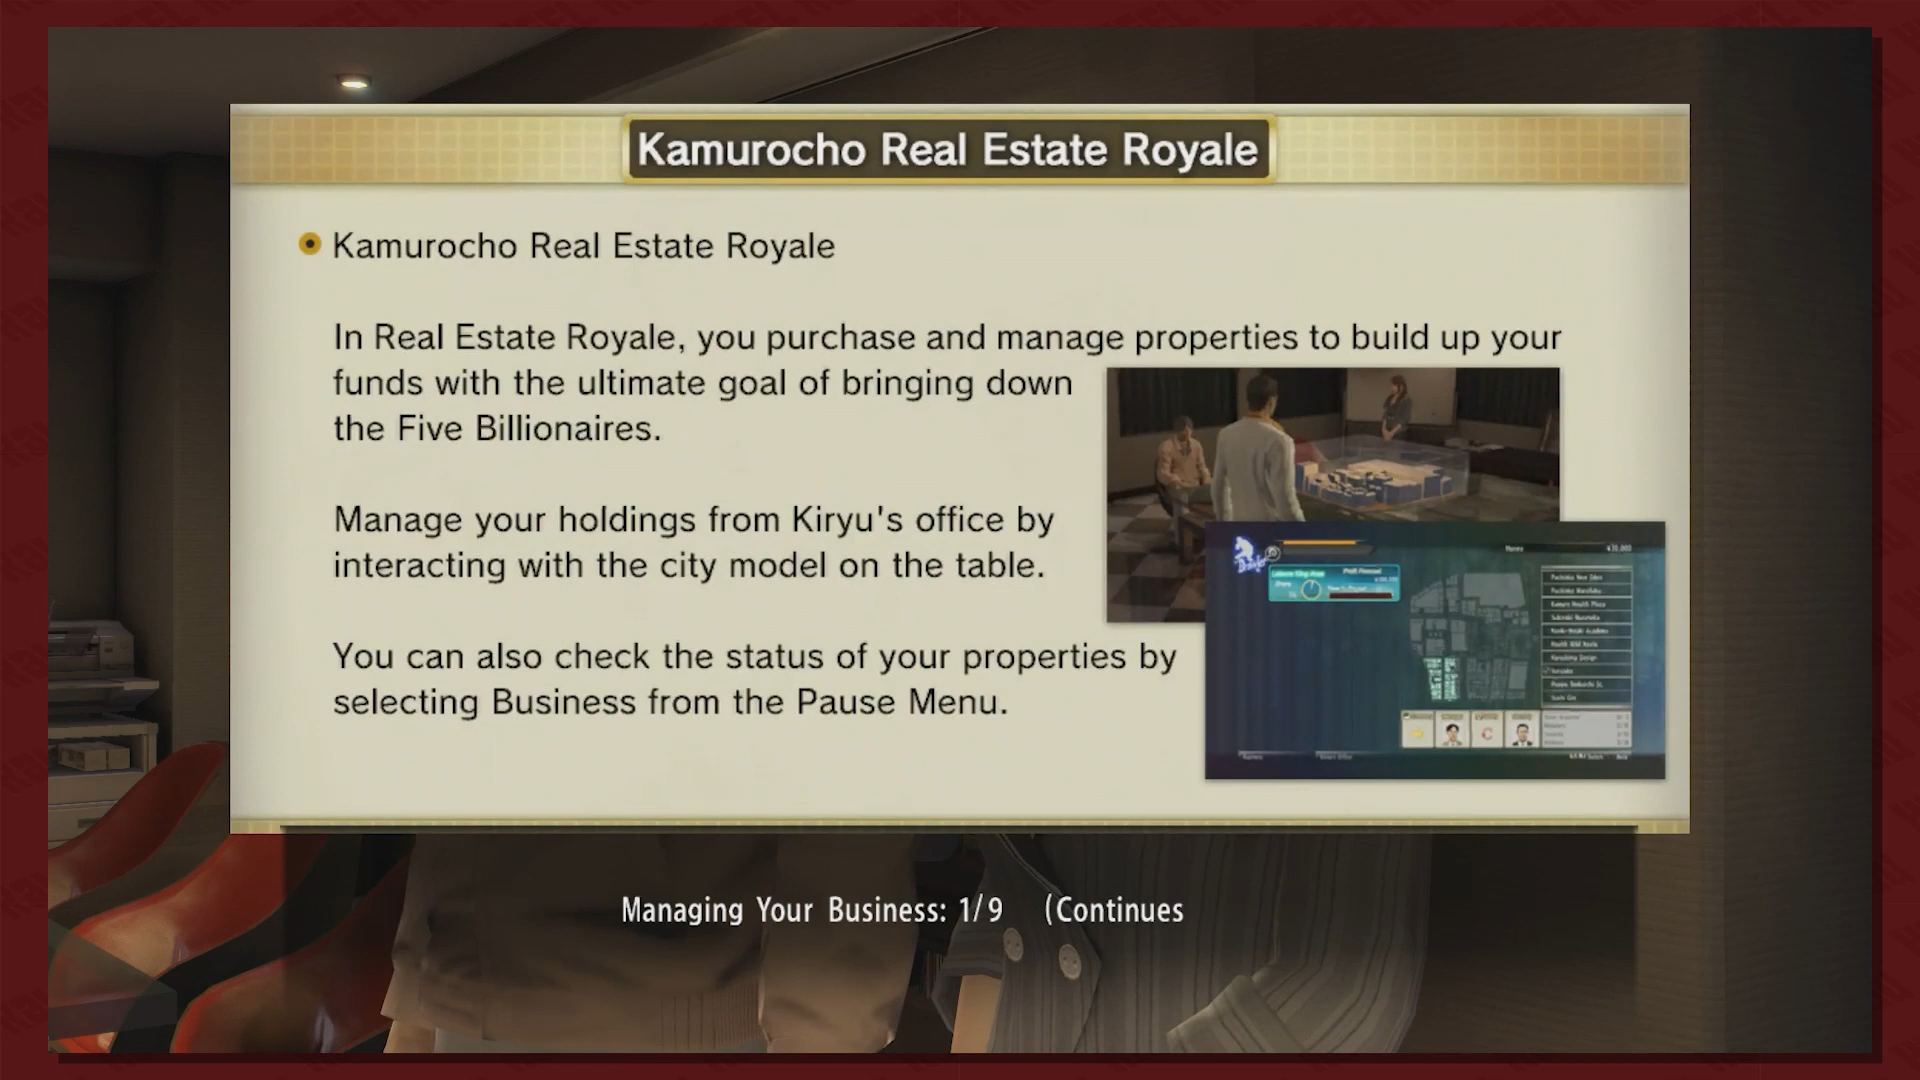 Kamurocho Real Estate Royale
Kamurocho Real Estate Royale
In Real Estate Royale, you purchase and manage properties to build up your
funds with the ultimate goal of bringing down
the Five Billionaires.
Manage your holdings from Kiryu's office by
interacting with the city model on the table.
You can also check the status of your properties by
selecting Business from the Pause Menu.
Managing Your Business: 1/9 (Continues